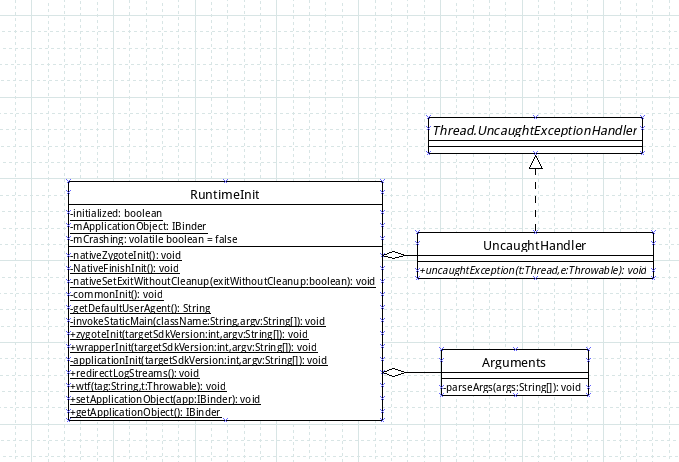 Thread.UncaughtExceptionHandler
RuntimeInit
-initialized: boolean
-mApplicationObject: IBinder
-mCrashing: volatile boolean = false
-nativeZygoteInit(): void
-NativeFinishInit(): void
-nativeSetExitWithoutCleanup(exitWithoutCleanup:boolean): void
-commonInit(): void
-getDefaultUserAgent(): String
-invokeStaticMain(className:String,argv:String[]): void
+zygoteInit(targetSdkVersion:int,argv:String[]): void
+wrapperInit(targetSdkVersion:int,argv:String[]): void
-applicationInit(targetSdkVersion:int,argv:String[]): void
+redirectLogStreams(): void
+wtf(tag:String,t:Throwable): void
+setApplicationObject(app:IBinder): void
+getApplicationObject(): IBinder
UncaughtHandler
+uncaughtException(t:Thread,e:Throwable): void
Arguments
-parseArgs(args:String[]): void